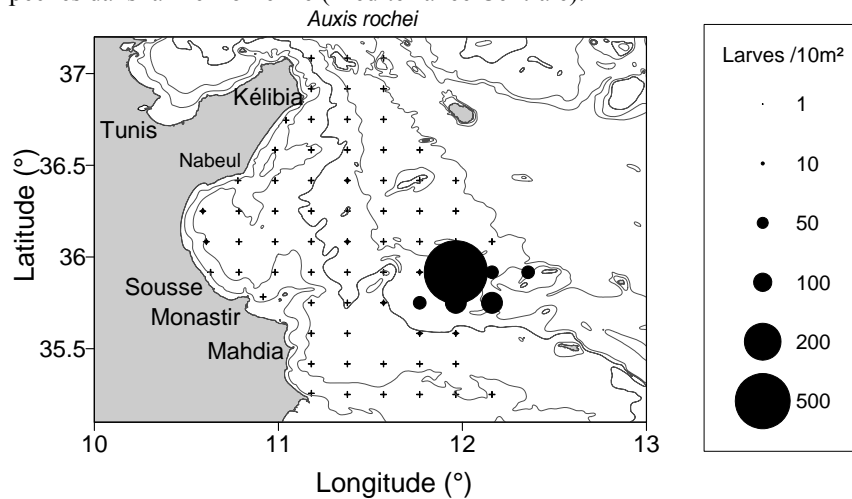 Auxis rochei
37
36.5
36
35.5
Latitude (°)
Kélibia
Tunis
Nabeul
Sousse
Monastir
Mahdia
10 11 12 13
Longitude (°)
Larves /10m²
1
10
50
100
200
500